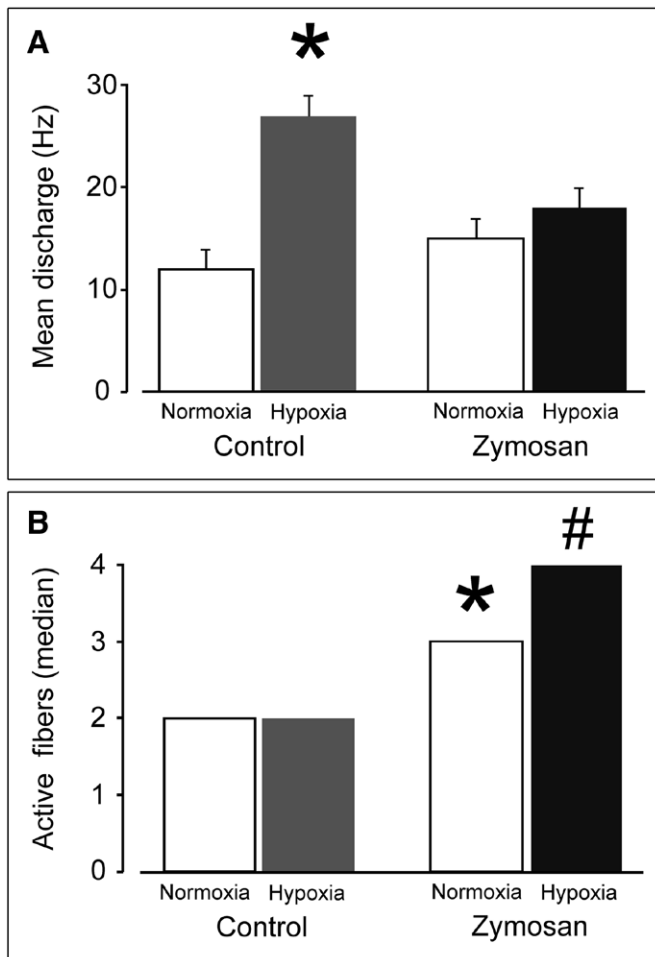 A
*
Mean discharge (Hz)
30
20
10
0
Normoxia Hypoxia Normoxia Hypoxia
Control Zymosan
B
#
*
Active fibers (median)
4
3
2
1
0
Normoxia Hypoxia Normoxia Hypoxia
Control Zymosan